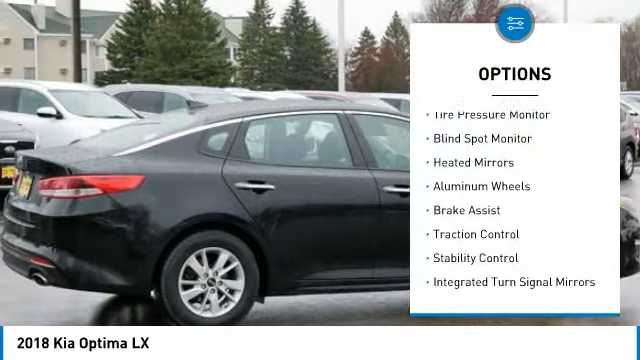 OPTIONS
Tire Pressure Monitor
Blind Spot Monitor
Heated Mirrors
Aluminum Wheels
Brake Assist
Traction Control
Stability Control
Integrated Turn Signal Mirrors
2018 Kia Optima LX